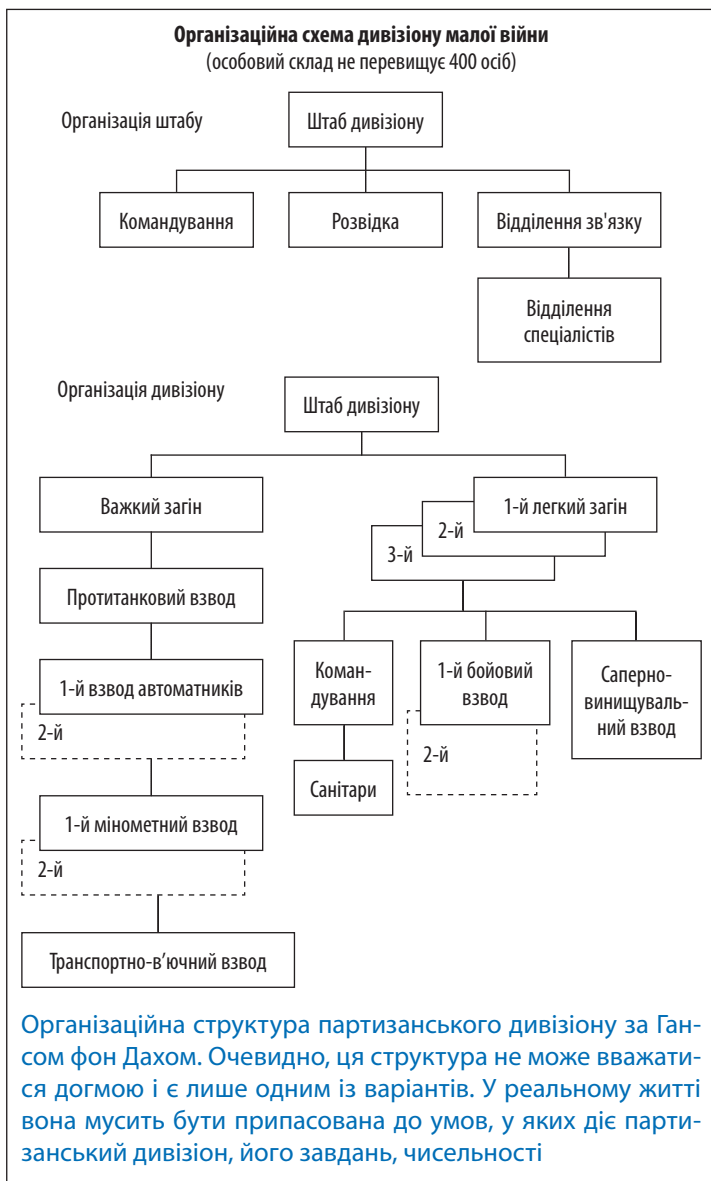 Організаційна схема дивізіону малої війни
(особовий склад не перевищує 400 осіб)
Організація штабу
Штаб дивізіону
Командування
Розвідка
Відділення зв'язку
Відділення
спеціалістів
Організація дивізіону
Штаб дивізіону
Важкий загін
1-й легкий загін
2-й
3-й
Протитанковий взвод
1-й взвод автоматників
2-й
1-й мінометний взвод
2-й
Транспортно-в'ючний взвод
Коман-
дування
Санітари
1-й бойовий
взвод
2-й
Саперно-
винищуваль-
ний взвод
Організаційна структура партизанського дивізіону за Ган-
сом фон Дахом. Очевидно, ця структура не може вважати-
ся догмою і є лише одним із варіантів. У реальному житті
вона мусить бути припасована до умов, у яких діє парти-
занський дивізіон, його завдань, чисельності